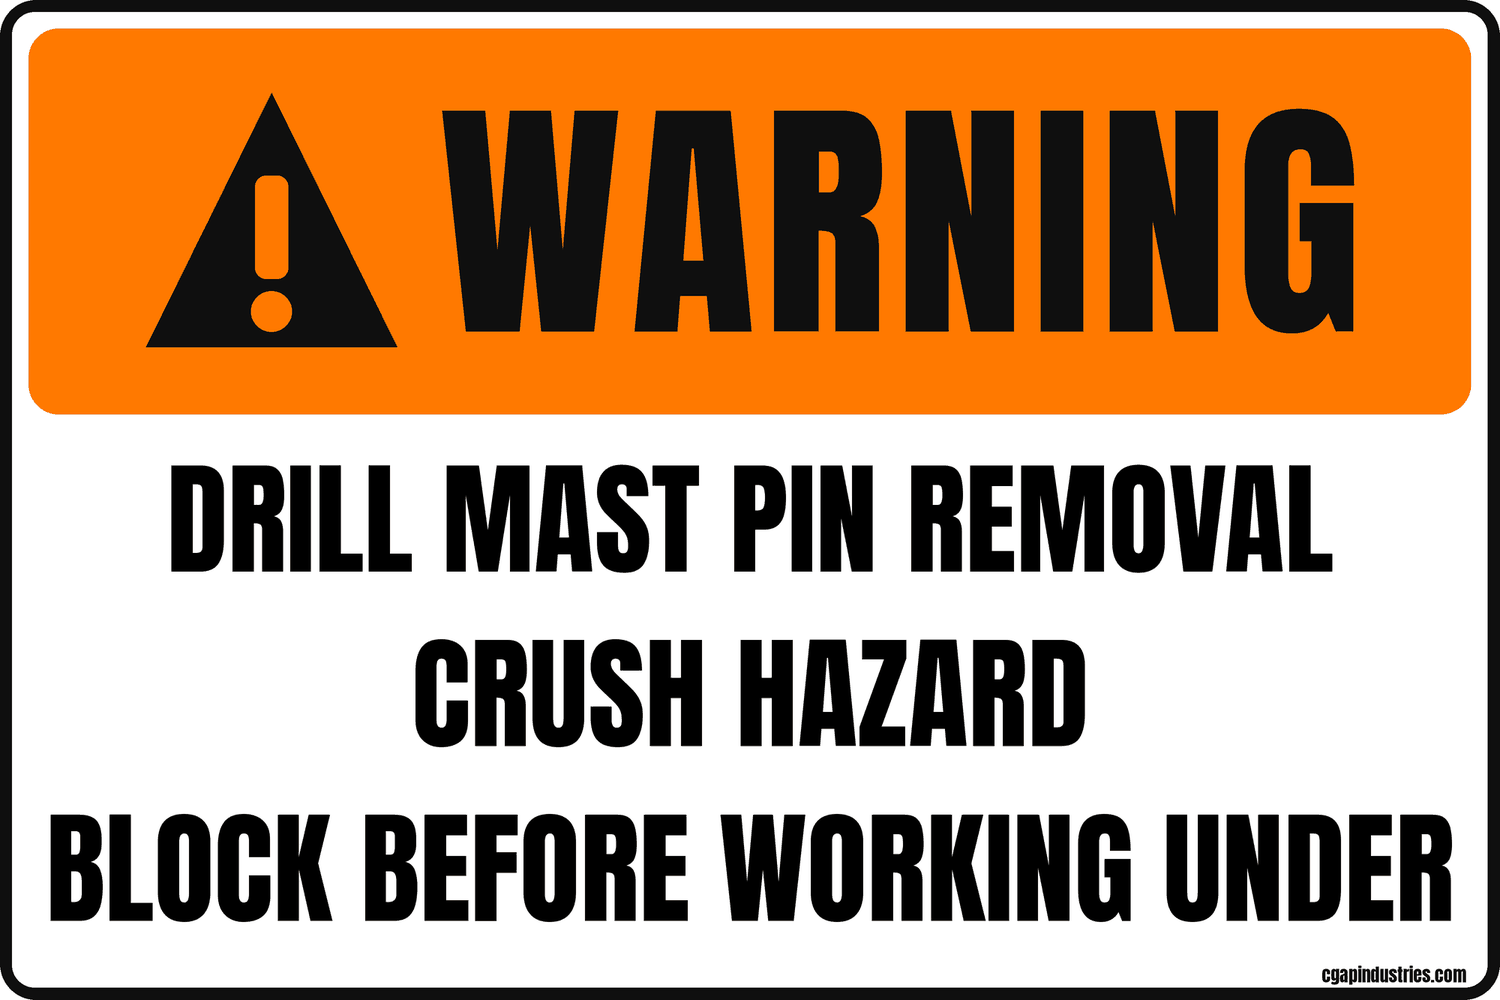 WARNING
DRILL MAST PIN REMOVAL
CRUSH HAZARD
BLOCK BEFORE WORKING UNDER
cgapindustries.com